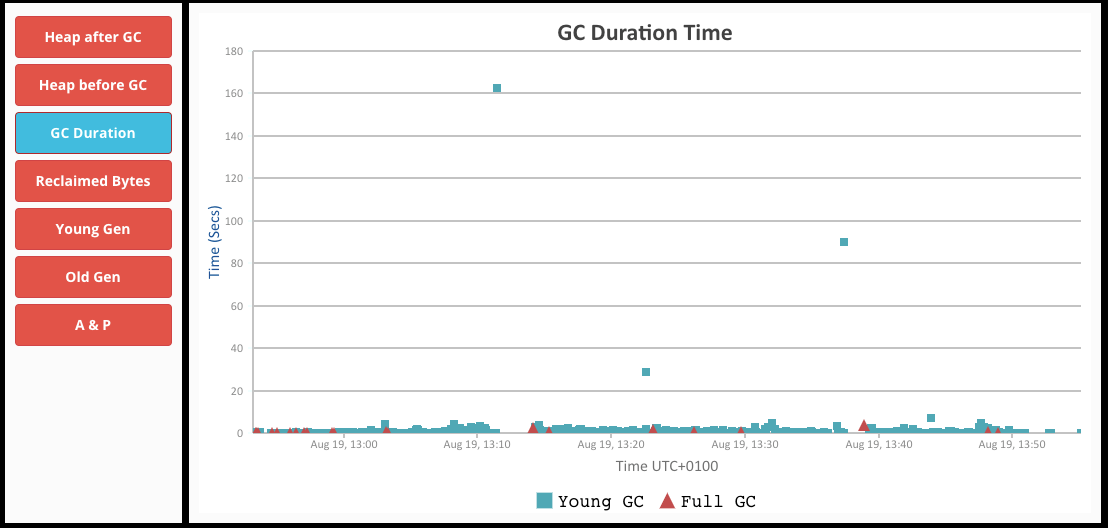 Heap after GC
Heap before GC
GC Duration
Reclaimed Bytes
Young Gen
Old Gen
A & P
GC Duration Time
Time (Secs)
180
160
140
120
100
80
60
40
20
0
Aug 19, 13:00 Aug 19, 13:10 Aug 19, 13:20 Aug 19, 13:30 Aug 19, 13:40 Aug 19, 13:50
Time UTC+0100
Young GC Full GC